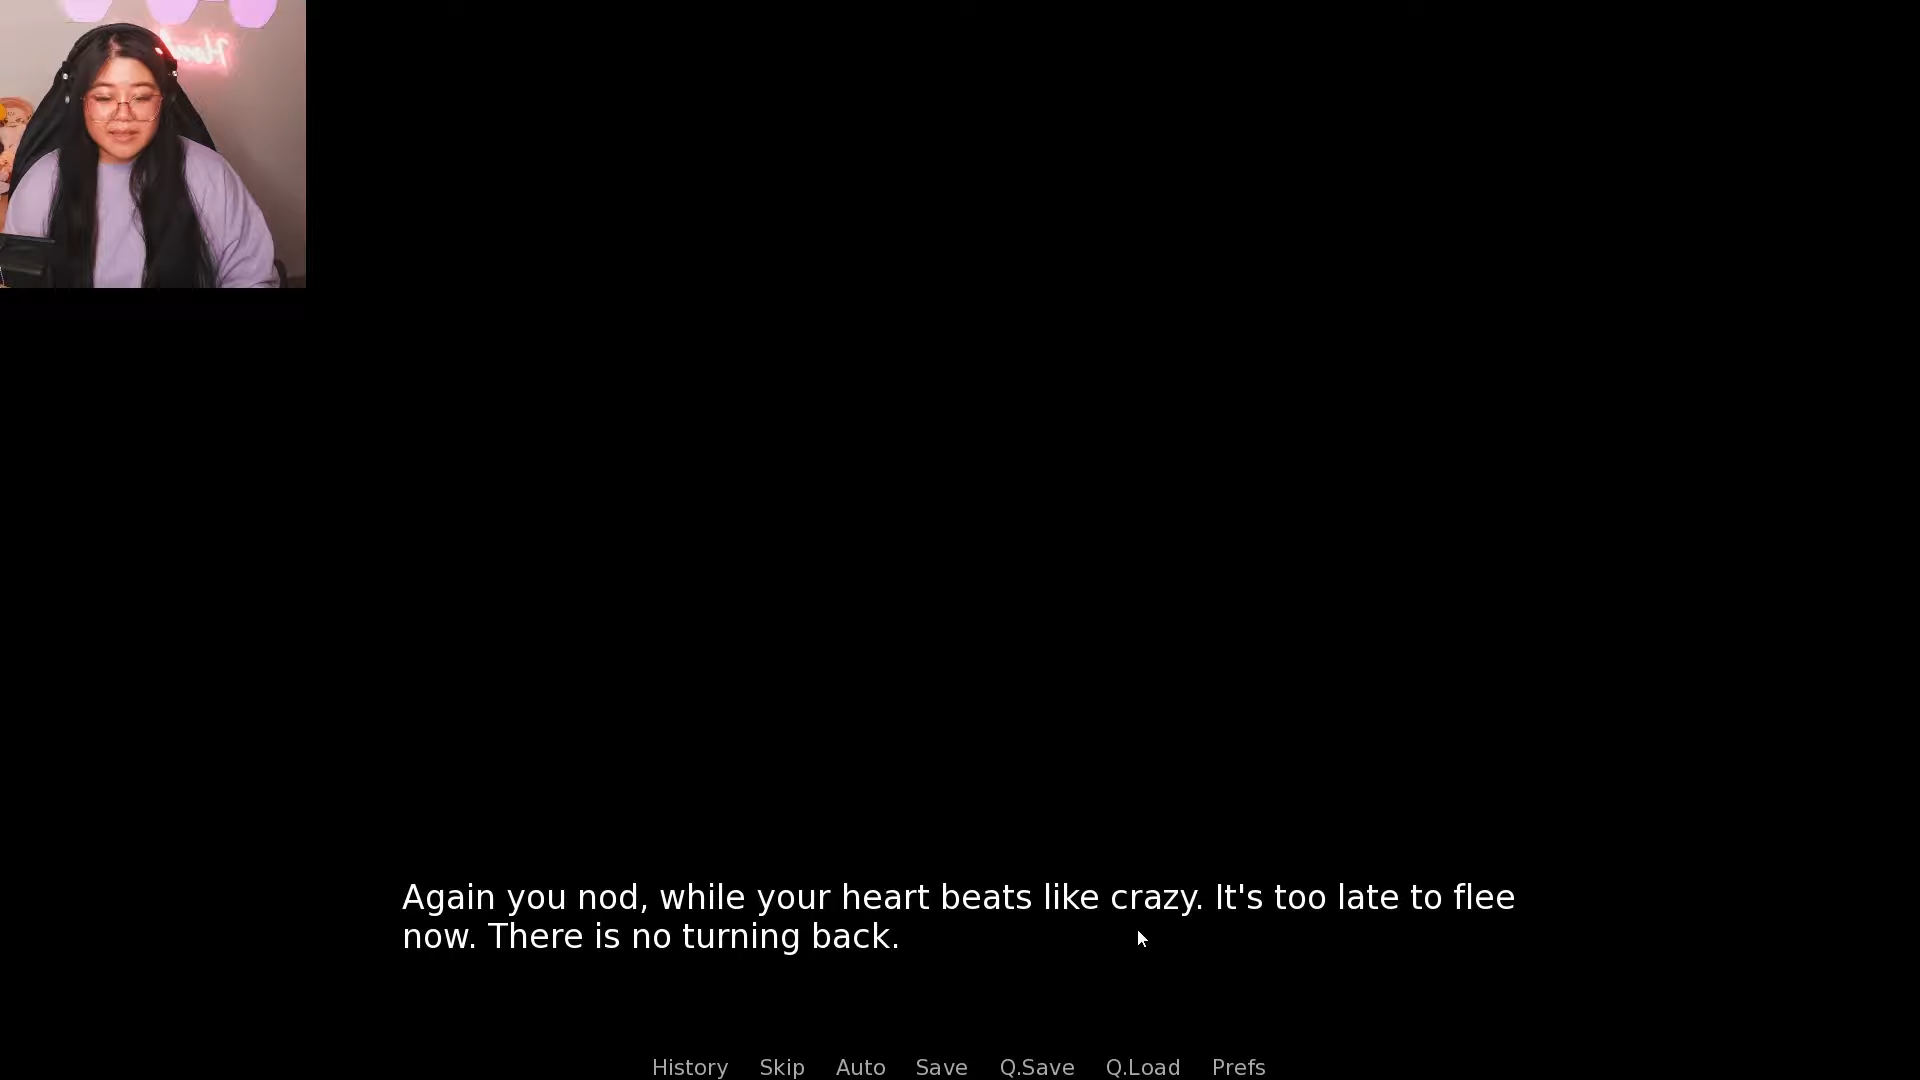 Again you nod, while your heart beats like crazy. It's too late to flee
now. There is no turning back.
History Skip Auto Save Q.Save Q.Load Prefs